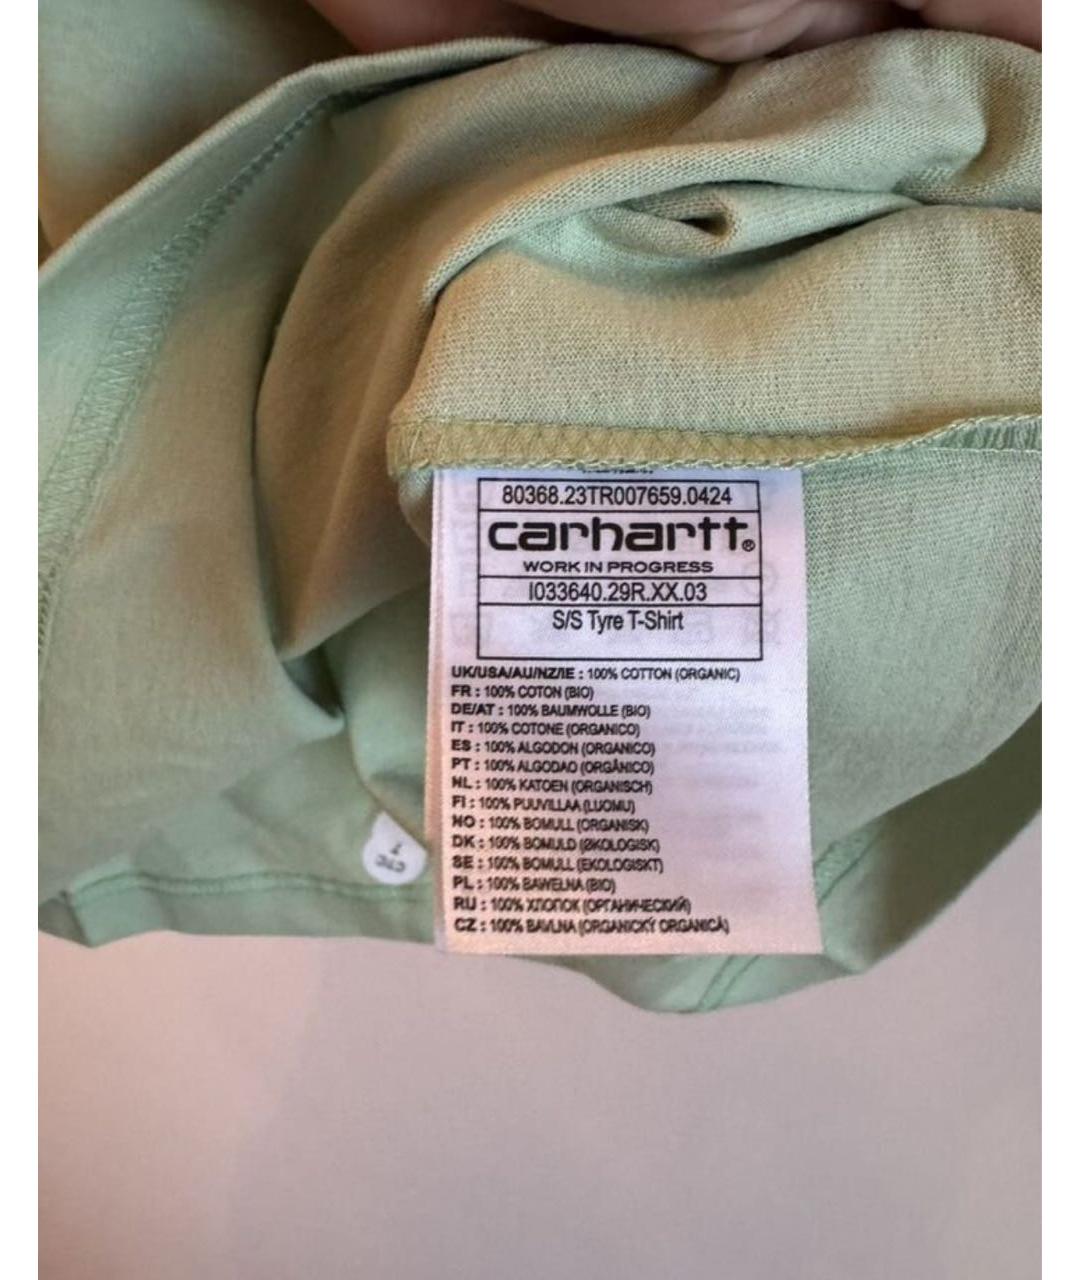 80368.23TR007659.0424
carhartt®
WORK IN PROGRESS
I033640.29R.XX.03
S/S Tyre T-Shirt
UK/USA/AU/NZ/IE : 100% COTTON (ORGANIC)
FR : 100% COTON (BIO)
DE/AT : 100% BAUMWOLLE (BIO)
IT : 100% COTONE (ORGANICO)
ES : 100% ALGODON (ORGANICO)
PT : 100% ALGODAO (ORGÂNICO)
NL : 100% KATOEN (ORGANISCH)
FI : 100% PUUVILLAA (LUOMU)
NO : 100% BOMULL (ORGANISK)
DK : 100% BOMULD (ØKOLOGISK)
SE : 100% BOMULL (EKOLOGISKT)
PL : 100% BAWEŁNA (BIO)
RU : 100% ХЛОПОК (ОРГАНИЧЕСКИЙ)
CZ : 100% BAVLNA (ORGANICKÝ ORGANICÁ)